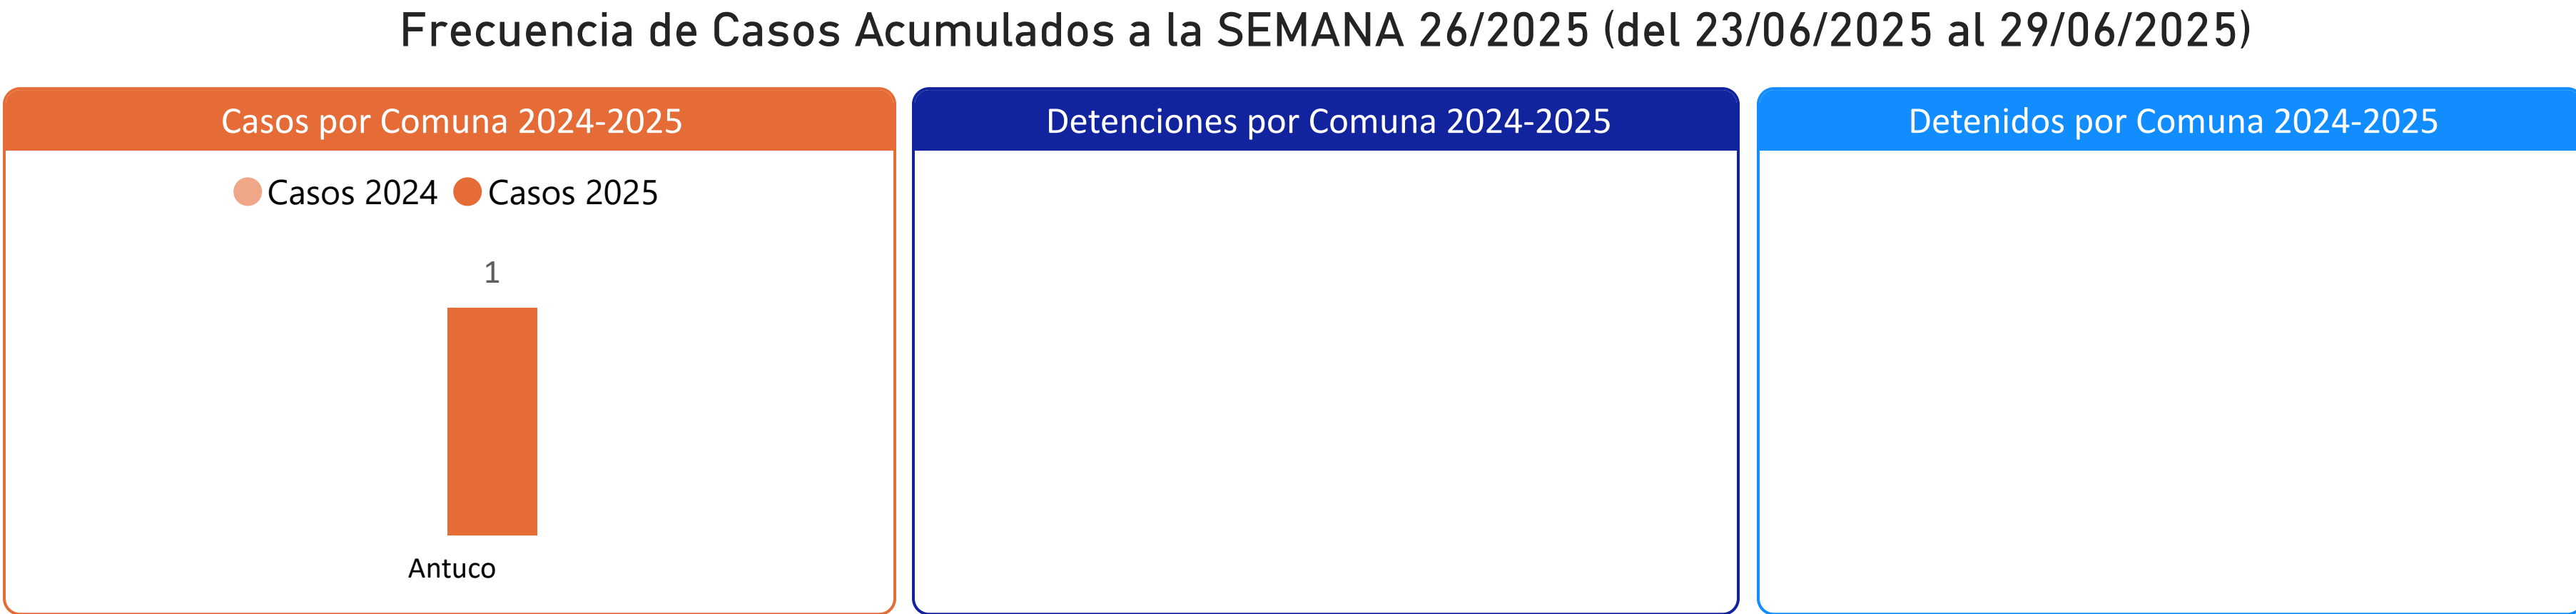 Frecuencia de Casos Acumulados a la SEMANA 26/2025 (del 23/06/2025 al 29/06/2025)
Casos por Comuna 2024-2025
Casos 2024 Casos 2025
1
Antuco
Detenciones por Comuna 2024-2025
Detenidos por Comuna 2024-2025